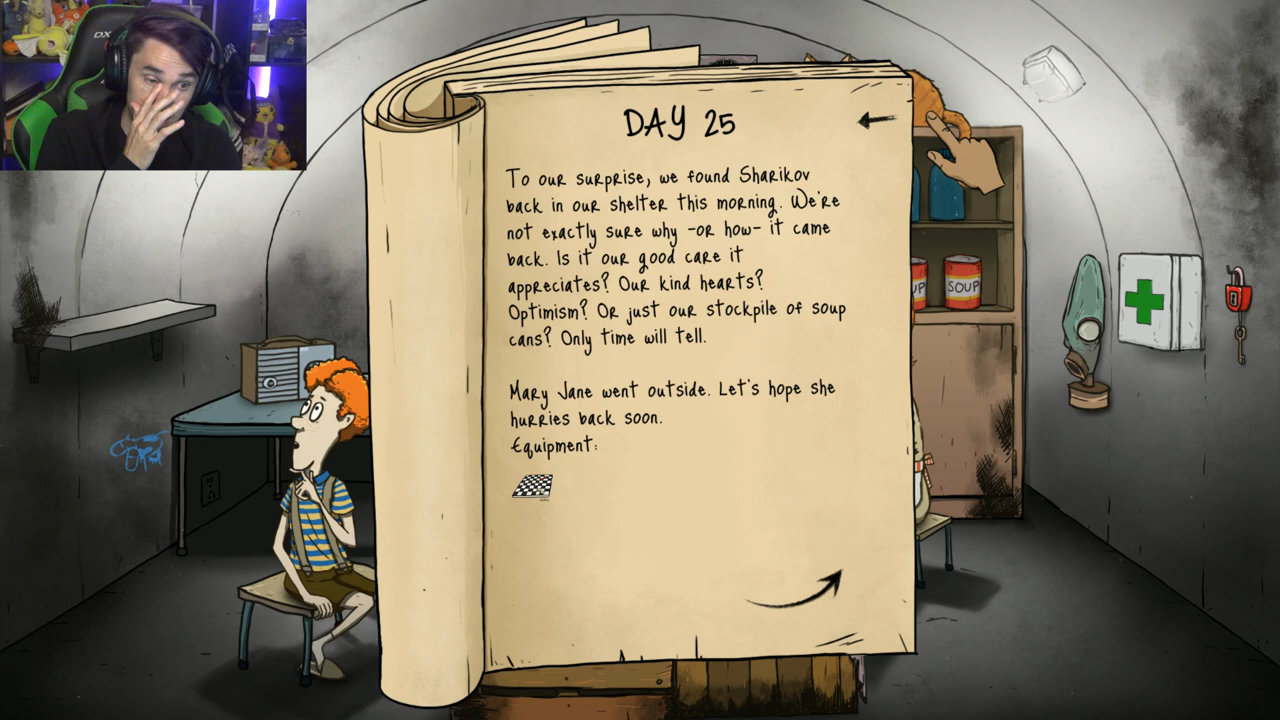 DX
DAY 25
To our surprise, we found Sharikov
back in our shelter this morning. We're
not exactly sure why -or how- it came
back. Is it our good care it
appreciates? Our kind hearts?
Optimism? Or just our stockpile of soup
cans? Only time will tell.
Mary Jane went outside. Let's hope she
hurries back soon.
Equipment:
UP SOUP